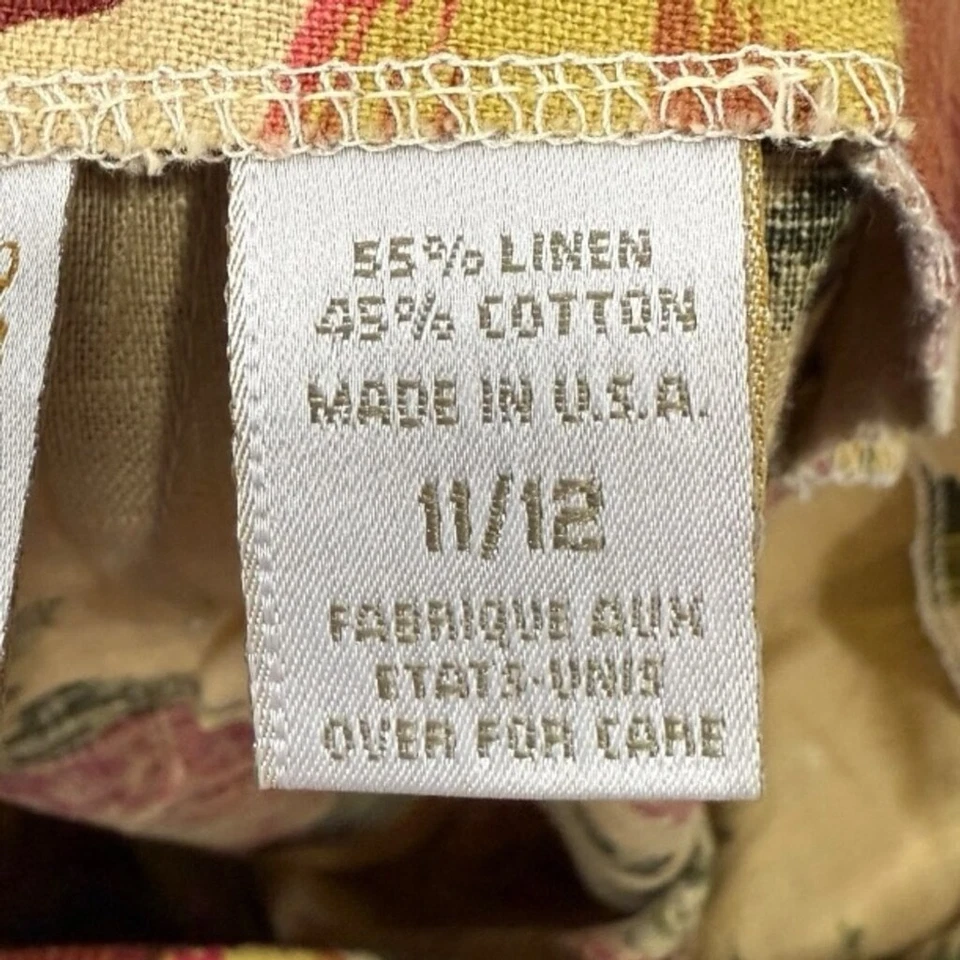 55% LINEN
45% COTTON
MADE IN U.S.A.
11/12
FABRIQUE AUX
ETATS-UNIS
OVER FOR CARE